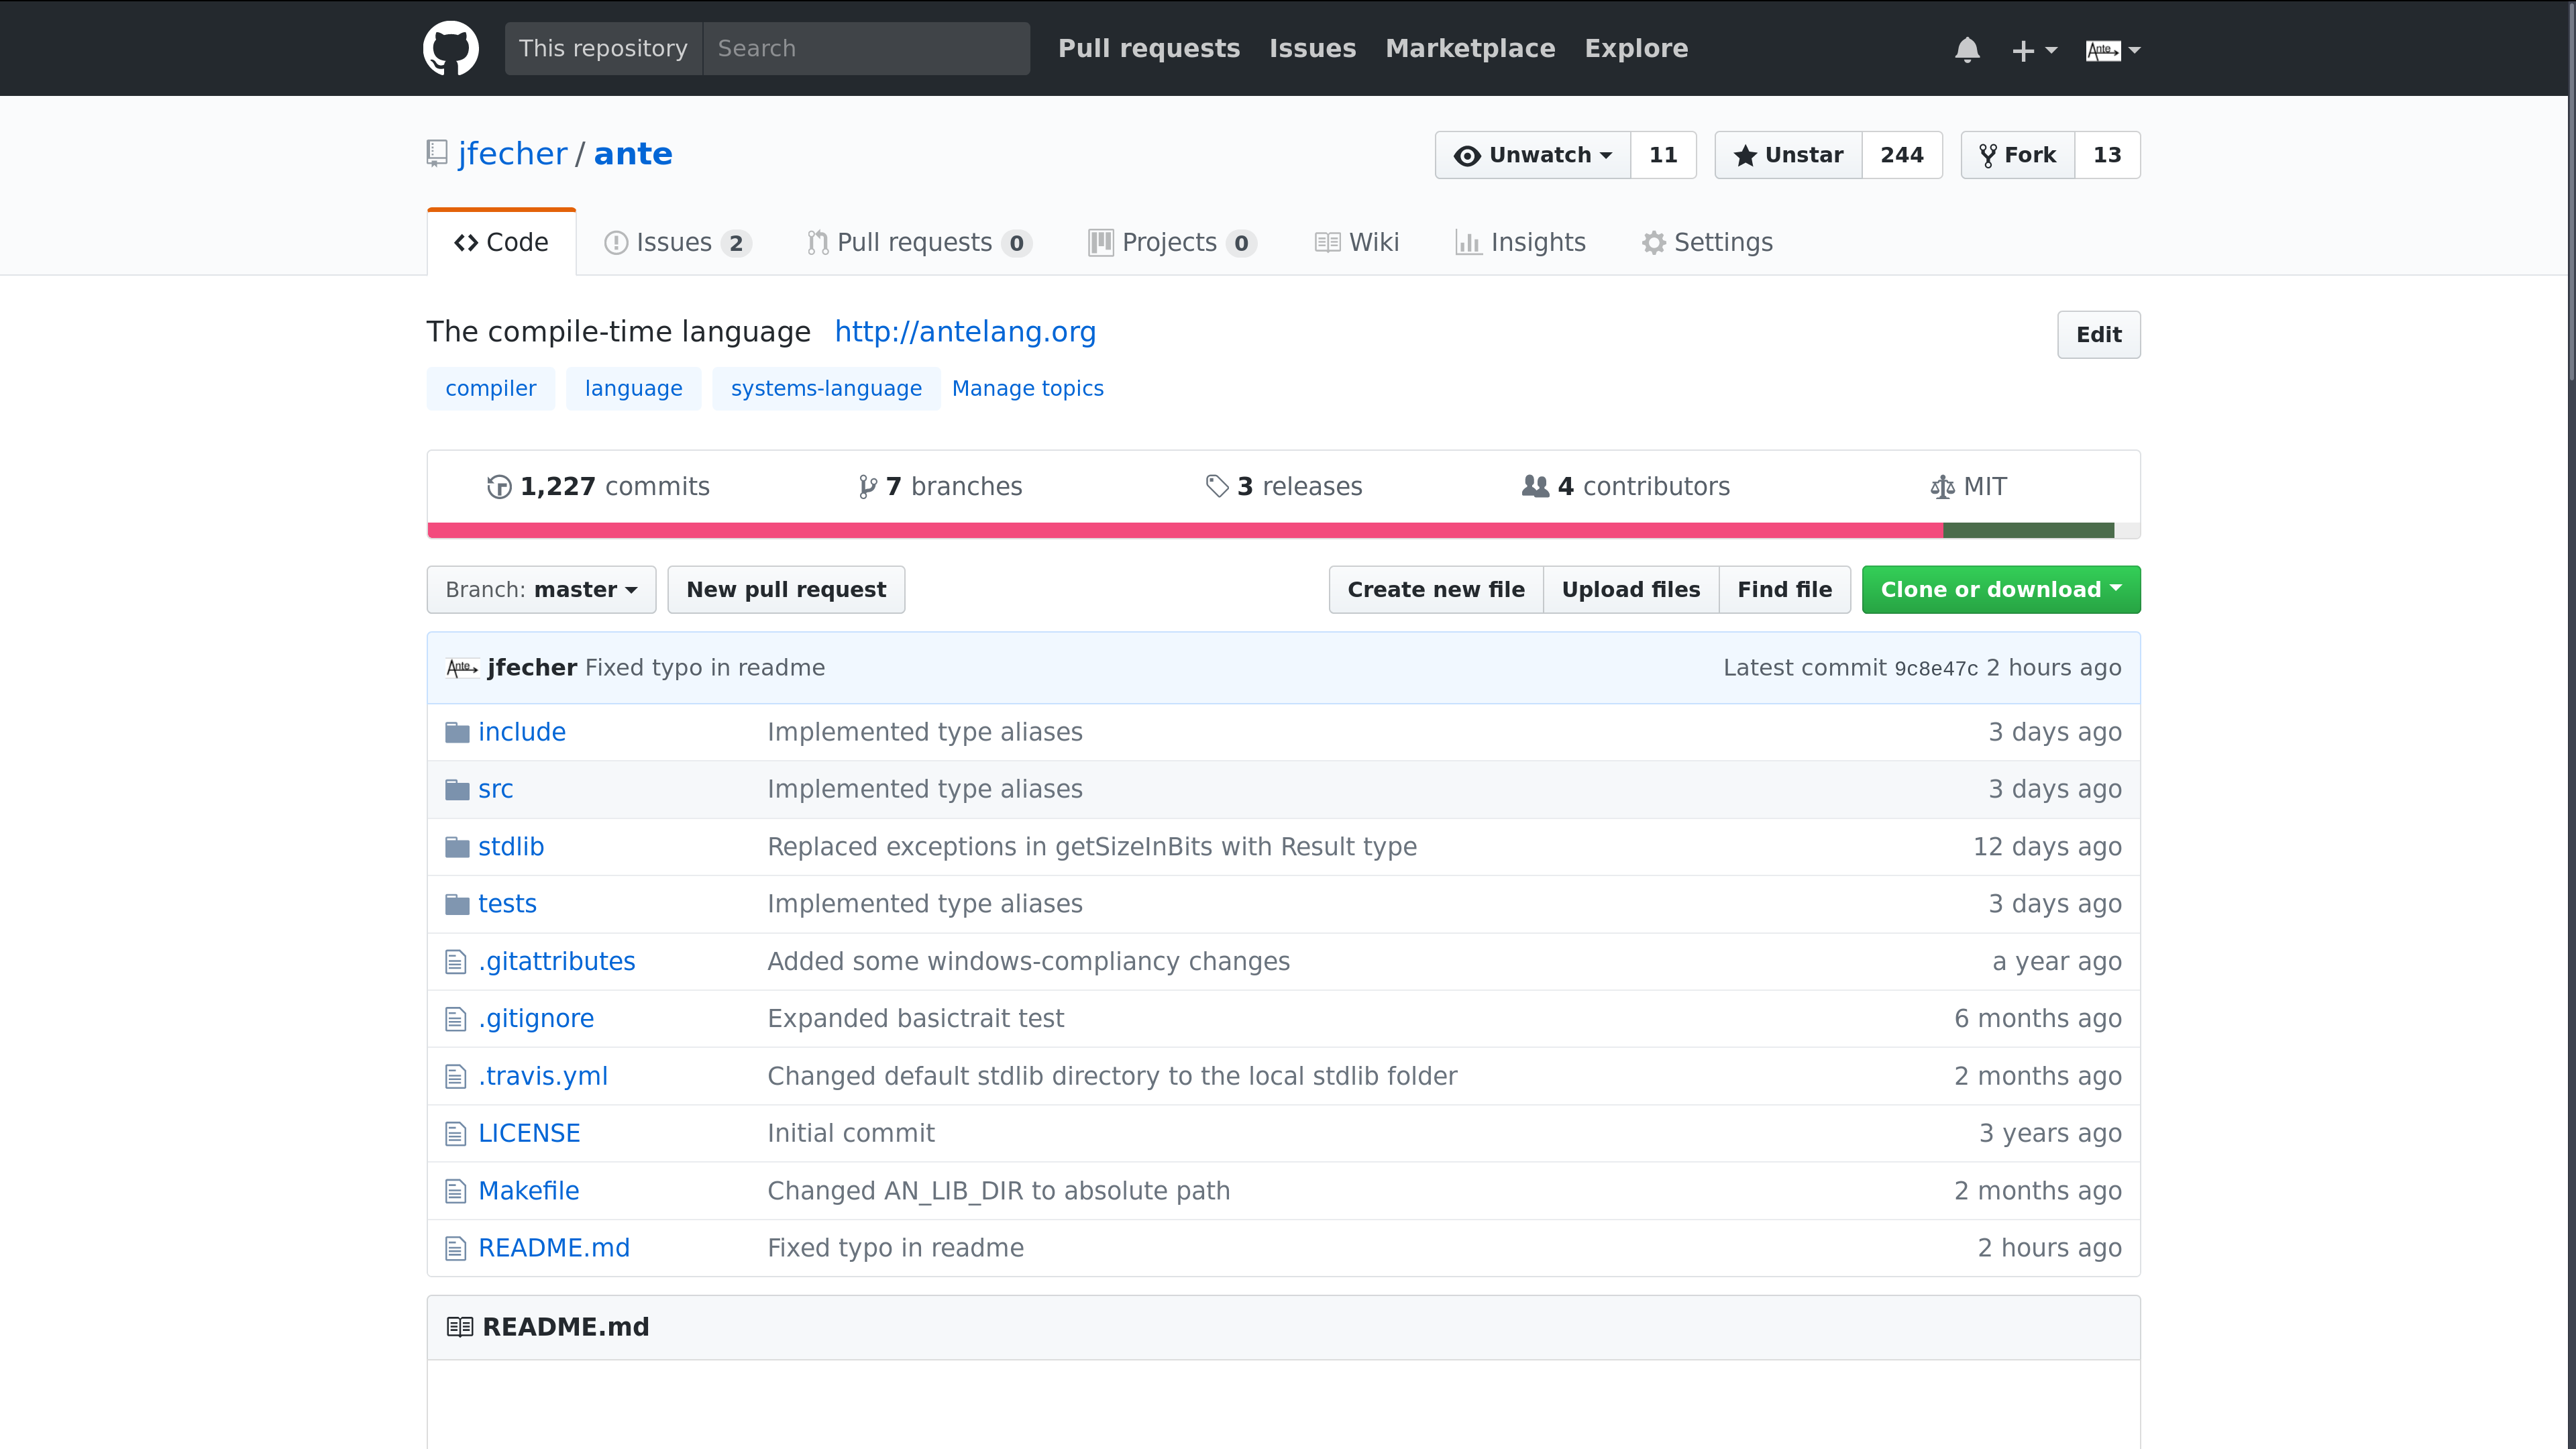 This repository Search Pull requests Issues Marketplace Explore Ante
jfecher / ante Unwatch 11 Unstar 244 Fork 13
Code Issues 2 Pull requests 0 Projects 0 Wiki Insights Settings
The compile-time language http://antelang.org Edit
compiler language systems-language Manage topics
1,227 commits 7 branches 3 releases 4 contributors MIT
Branch: master New pull request Create new file Upload files Find file Clone or download
Ante jfecher Fixed typo in readme Latest commit 9c8e47c 2 hours ago
include Implemented type aliases 3 days ago
src Implemented type aliases 3 days ago
stdlib Replaced exceptions in getSizeInBits with Result type 12 days ago
tests Implemented type aliases 3 days ago
.gitattributes Added some windows-compliancy changes a year ago
.gitignore Expanded basictrait test 6 months ago
.travis.yml Changed default stdlib directory to the local stdlib folder 2 months ago
LICENSE Initial commit 3 years ago
Makefile Changed AN_LIB_DIR to absolute path 2 months ago
README.md Fixed typo in readme 2 hours ago
README.md